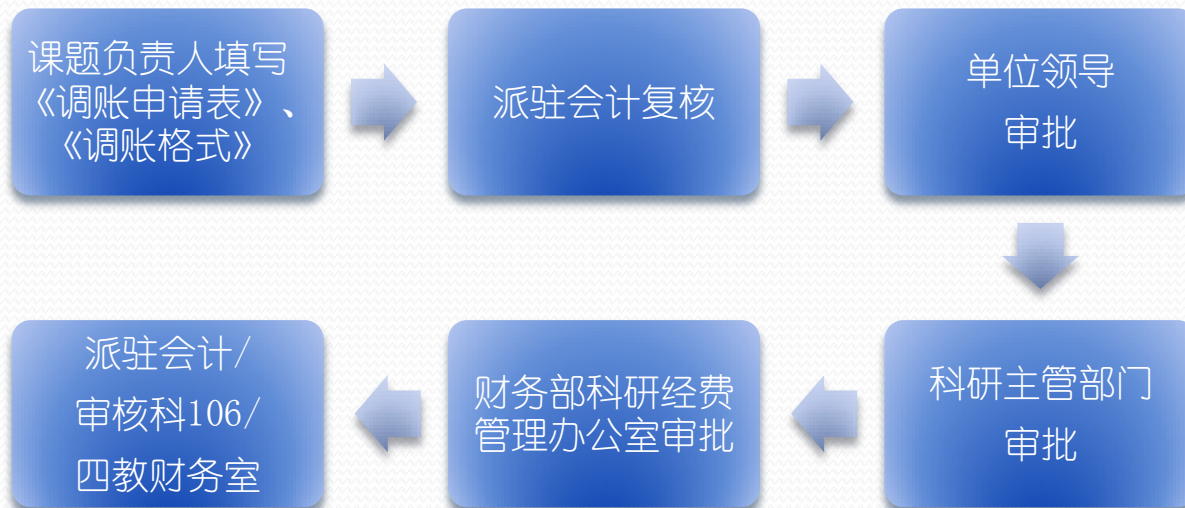 课题负责人填写
《调账申请表》、
《调账格式》
派驻会计复核
单位领导
审批
科研主管部门
审批
财务部科研经费
管理办公室审批
派驻会计/
审核科106/
四教财务室